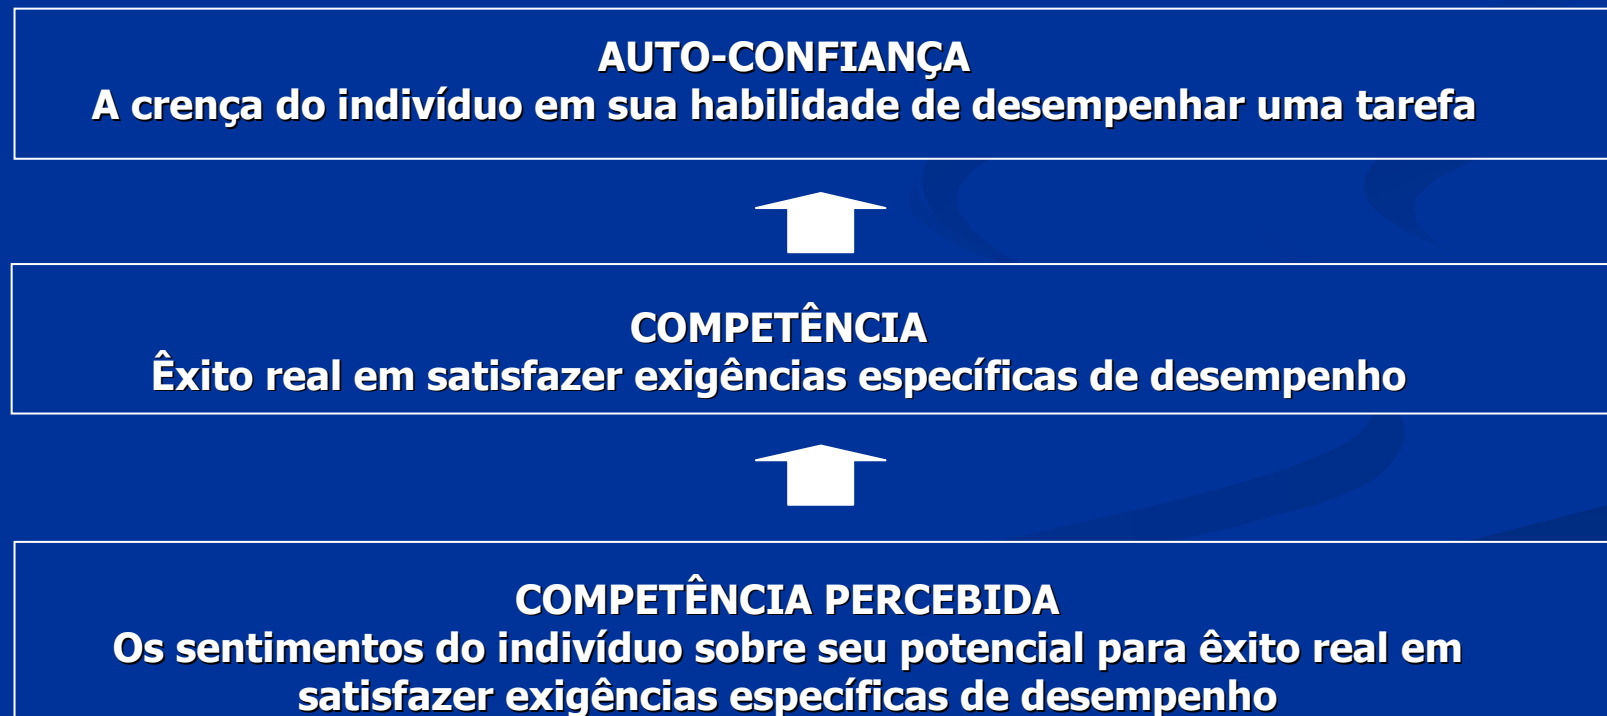 AUTO-CONFIANÇA
A crença do indivíduo em sua habilidade de desempenhar uma tarefa
COMPETÊNCIA
Êxito real em satisfazer exigências específicas de desempenho
COMPETÊNCIA PERCEBIDA
Os sentimentos do indivíduo sobre seu potencial para êxito real em
satisfazer exigências específicas de desempenho